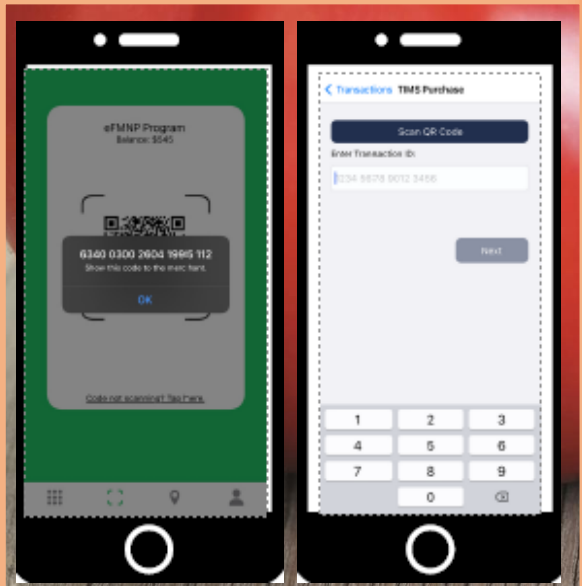 eFMNP Program
Balance: $545
6340 0300 2604 1995 112
Show this code to the merchant.
OK
Code not scanning? Tap here.
Transactions TIMS Purchase
Scan QR Code
Enter Transaction ID:
1234 5678 9012 3456
Next
1 2 3
4 5 6
7 8 9
0